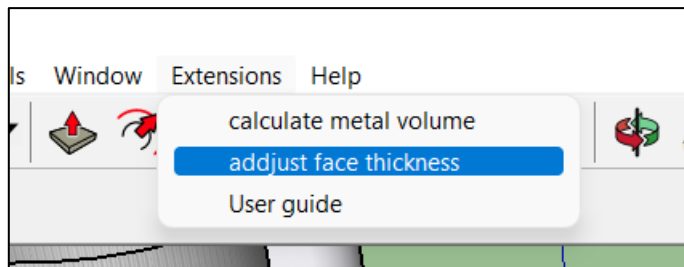 ls Window Extensions Help
calculate metal volume
addjust face thickness
User guide